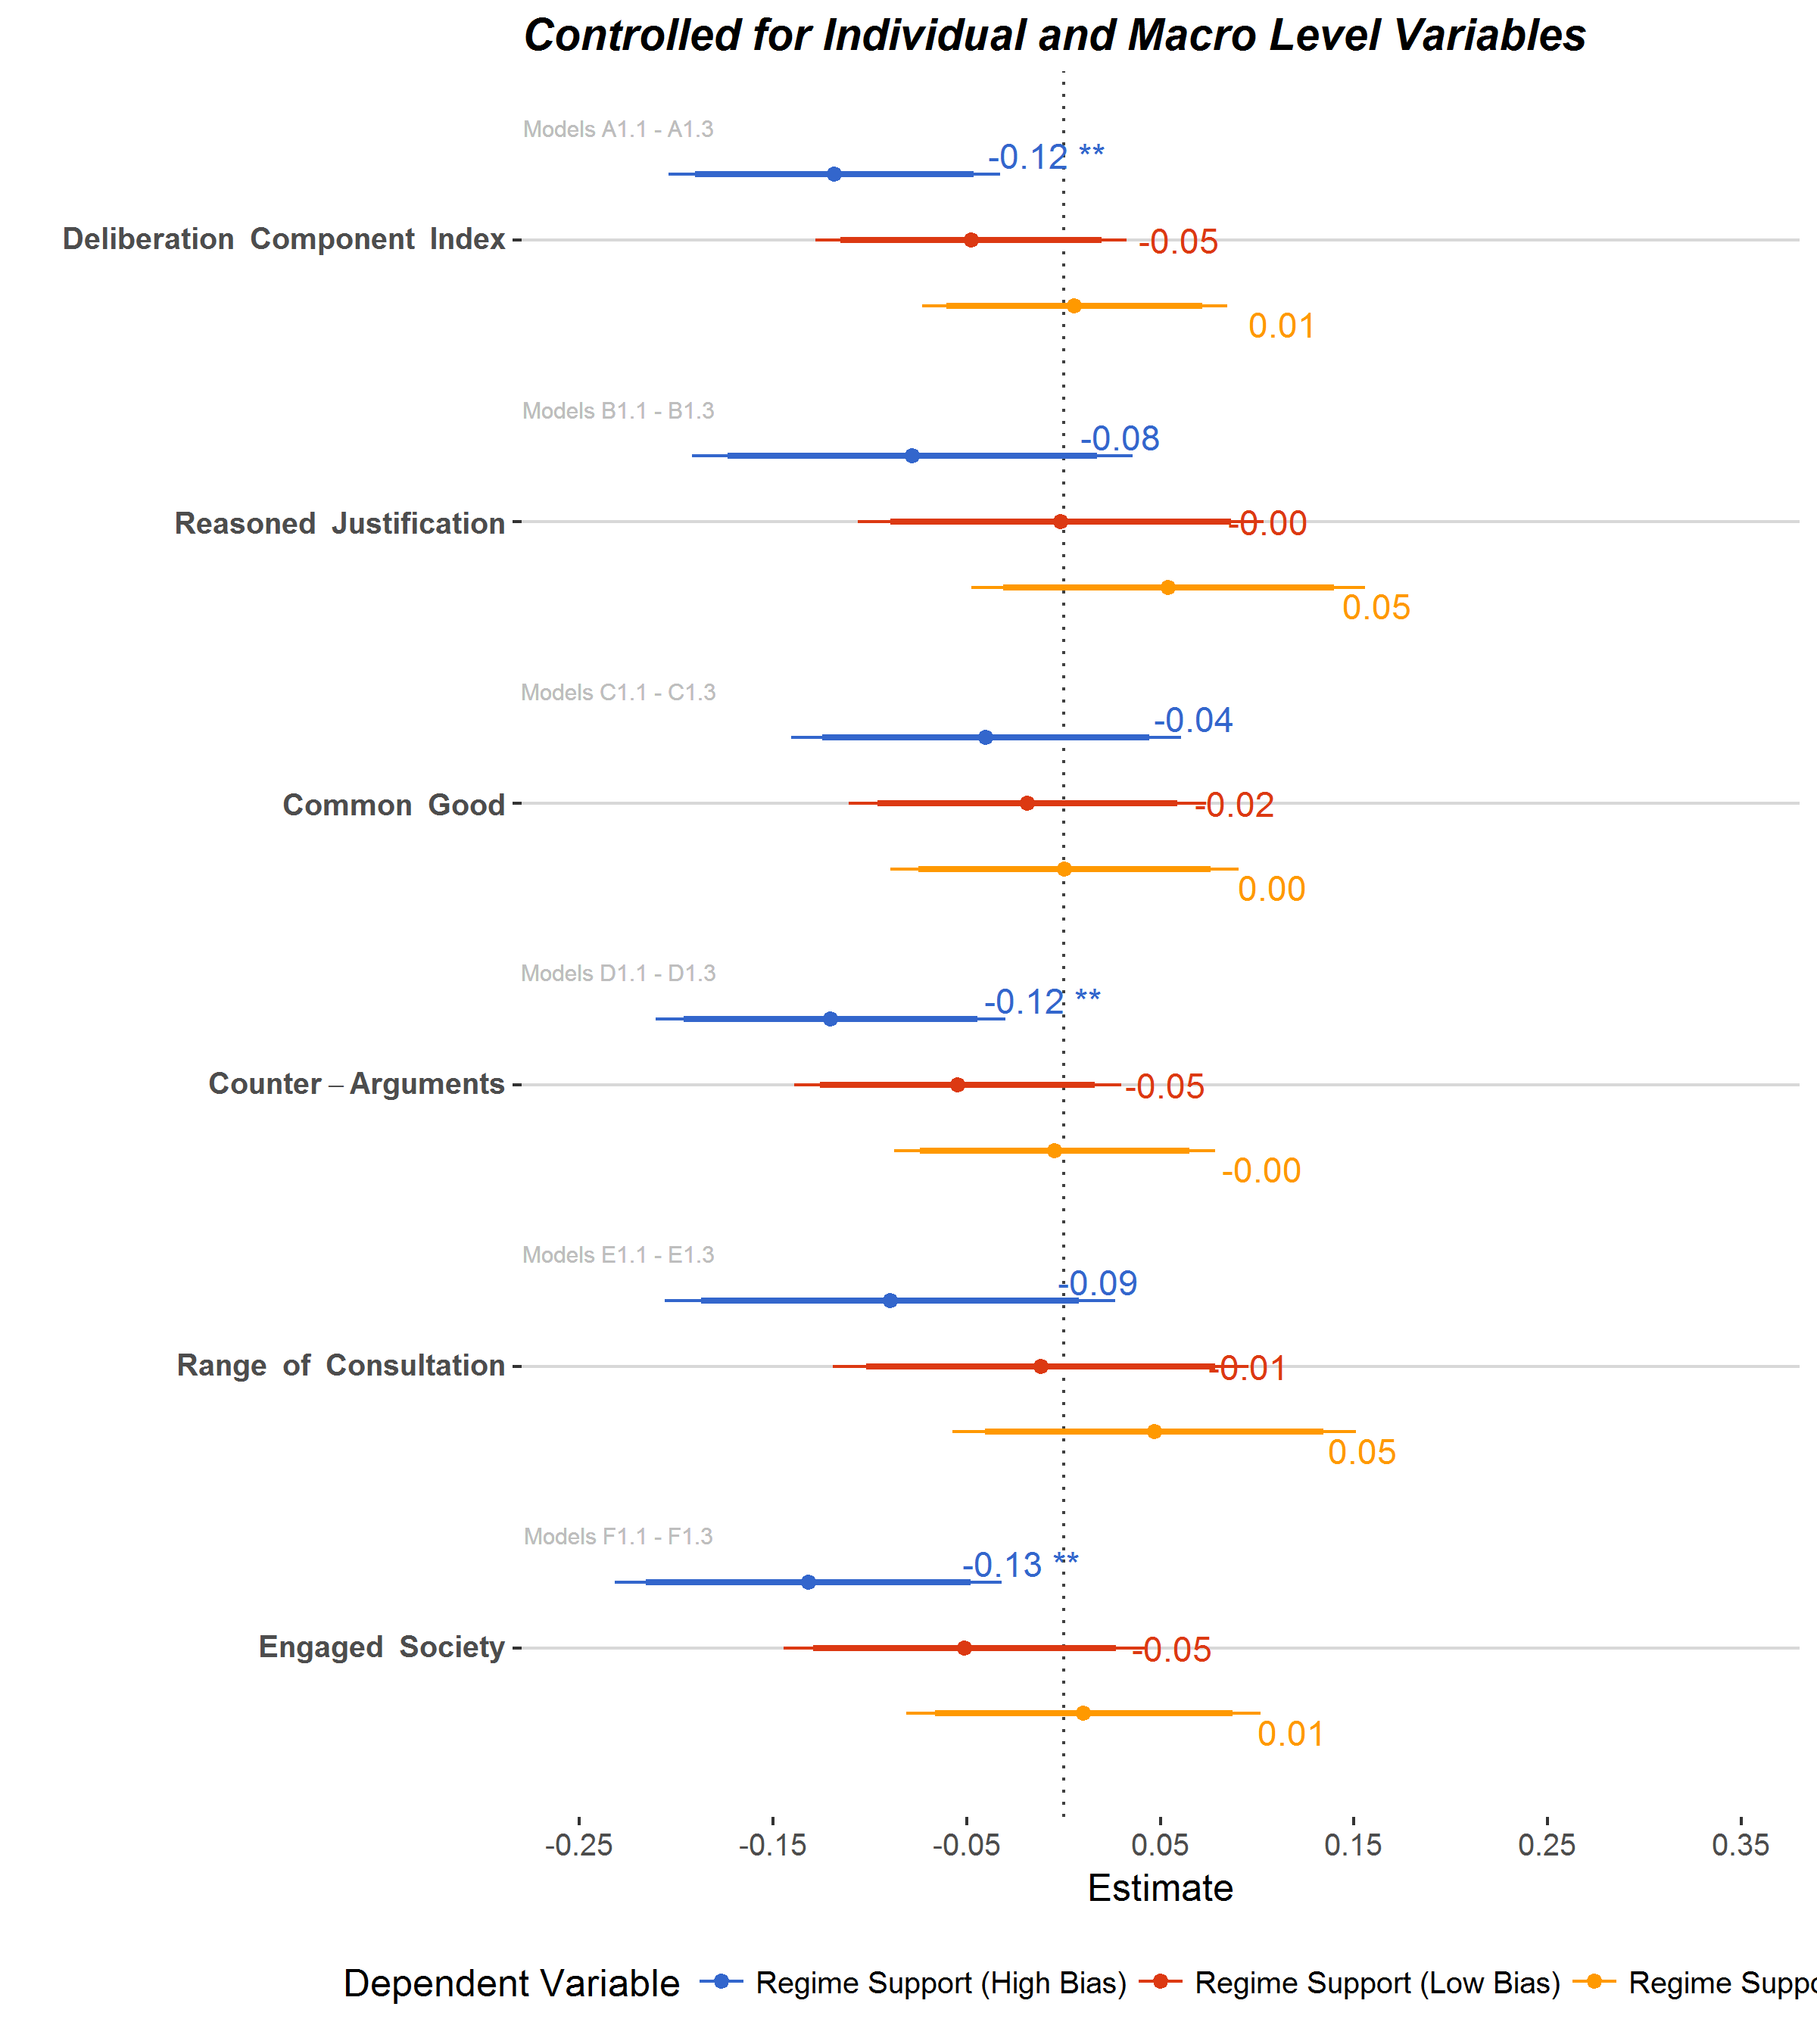 Controlled for Individual and Macro Level Variables
Models A1.1 - A1.3
-0.12 **
Deliberation Component Index
-0.05
0.01
Models B1.1 - B1.3
-0.08
Reasoned Justification
-0.00
0.05
Models C1.1 - C1.3
-0.04
Common Good
-0.02
0.00
Models D1.1 - D1.3
-0.12 **
Counter – Arguments
-0.05
-0.00
Models E1.1 - E1.3
-0.09
Range of Consultation
-0.01
0.05
Models F1.1 - F1.3
-0.13 **
Engaged Society
-0.05
0.01
-0.25 -0.15 -0.05 0.05 0.15 0.25 0.35
Estimate
Dependent Variable Regime Support (High Bias) Regime Support (Low Bias) Regime